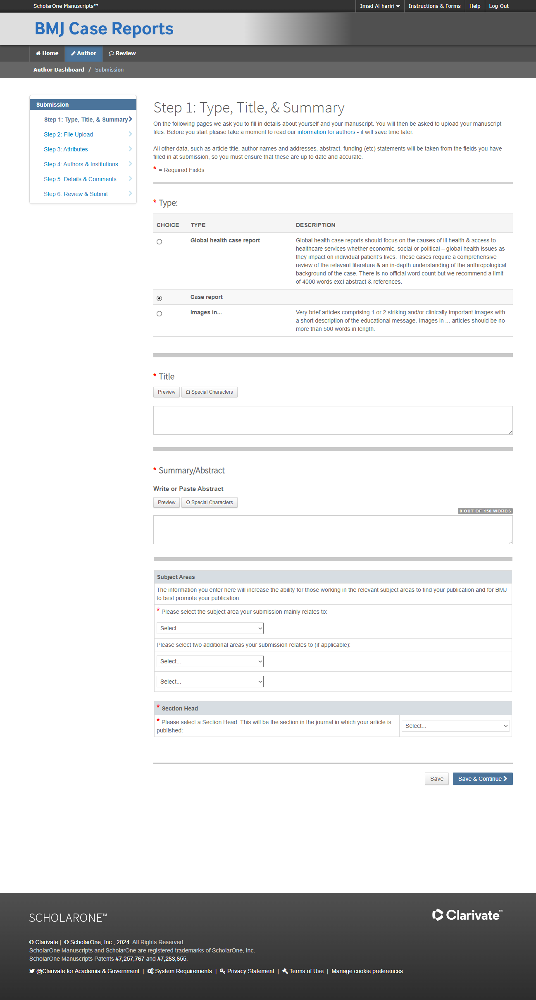 ScholarOne Manuscripts™
Imad Al hariri
Instructions & Forms
Help
Log Out
BMJ Case Reports
Home
Author
Review
Author Dashboard / Submission
Submission
Step 1: Type, Title, & Summary
Step 2: File Upload
Step 3: Attributes
Step 4: Authors & Institutions
Step 5: Details & Comments
Step 6: Review & Submit
Step 1: Type, Title, & Summary
On the following pages we ask you to fill in details about yourself and your manuscript. You will then be asked to upload your manuscript
files. Before you start please take a moment to read our information for authors - it will save time later.
All other data, such as article title, author names and addresses, abstract, funding (etc) statements will be taken from the fields you have
filled in at submission, so you must ensure that these are up to date and accurate.
* = Required Fields
* Type:
CHOICE TYPE DESCRIPTION
Global health case report
Global health case reports should focus on the causes of ill health & access to
healthcare services whether economic, social or political – global health issues as
they impact on individual patient's lives. These cases require a comprehensive
review of the relevant literature & an in-depth understanding of the anthropological
background of the case. There is no official word count but we recommend a limit
of 4000 words excl abstract & references.
Case report
Images in...
Very brief articles comprising 1 or 2 striking and/or clinically important images with
a short description of the educational message. Images in ... articles should be no
more than 500 words in length.
* Title
Preview
Ω Special Characters
* Summary/Abstract
Write or Paste Abstract
Preview
Ω Special Characters
0 OUT OF 150 WORDS
Subject Areas
The information you enter here will increase the ability for those working in the relevant subject areas to find your publication and for BMJ
to best promote your publication.
* Please select the subject area your submission mainly relates to:
Select...
Please select two additional areas your submission relates to (if applicable):
Select...
Select...
* Section Head
* Please select a Section Head. This will be the section in the journal in which your article is
published:
Select...
Save
Save & Continue
SCHOLARONE™
Clarivate™
© Clarivate | © ScholarOne, Inc., 2024. All Rights Reserved.
ScholarOne Manuscripts and ScholarOne are registered trademarks of ScholarOne, Inc.
ScholarOne Manuscripts Patents #7,257,767 and #7,263,655.
@Clarivate for Academia & Government | System Requirements | Privacy Statement | Terms of Use | Manage cookie preferences